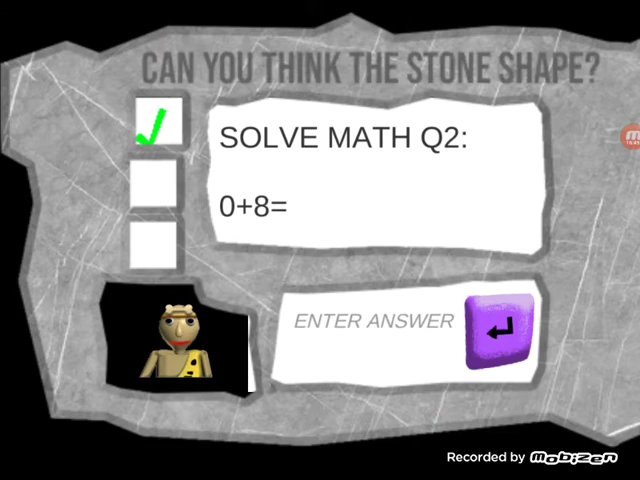 CAN YOU THINK THE STONE SHAPE?
SOLVE MATH Q2:
0+8=
ENTER ANSWER
Recorded by mobizen